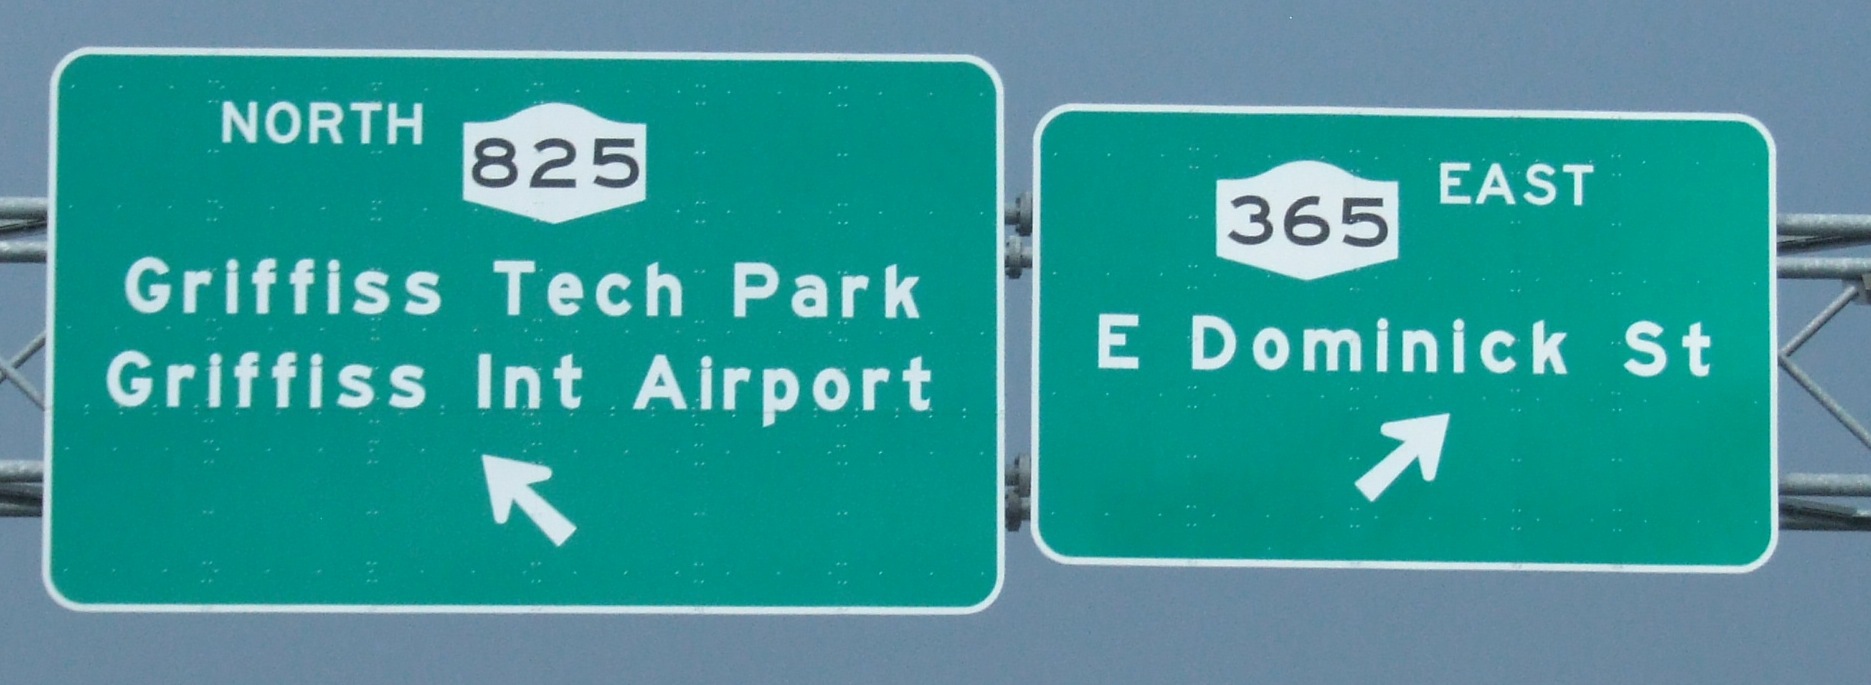 NORTH 825
Griffiss Tech Park
Griffiss Int Airport
365 EAST
E Dominick St